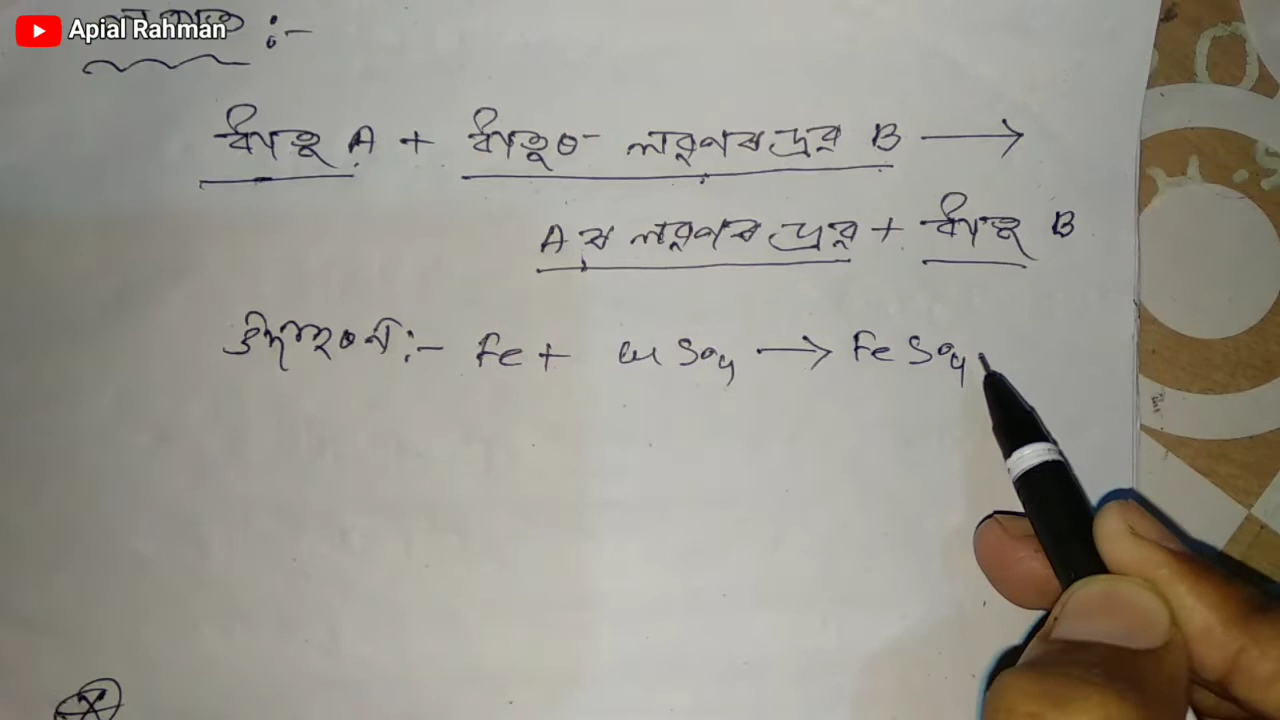 Apial Rahman
:-
ধাতু A + ধাতুৰ লৱণৰ দ্ৰৱ B ⟶
A ৰ লৱণৰ দ্ৰৱ + ধাতু B
উদাহৰণ :- Fe + CuSO₄ ⟶ FeSO₄